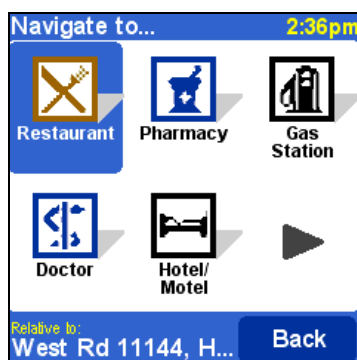 Navigate to... 2:36pm
Restaurant
Pharmacy
Gas
Station
Doctor
Hotel/
Motel
Relative to:
West Rd 11144, H...
Back